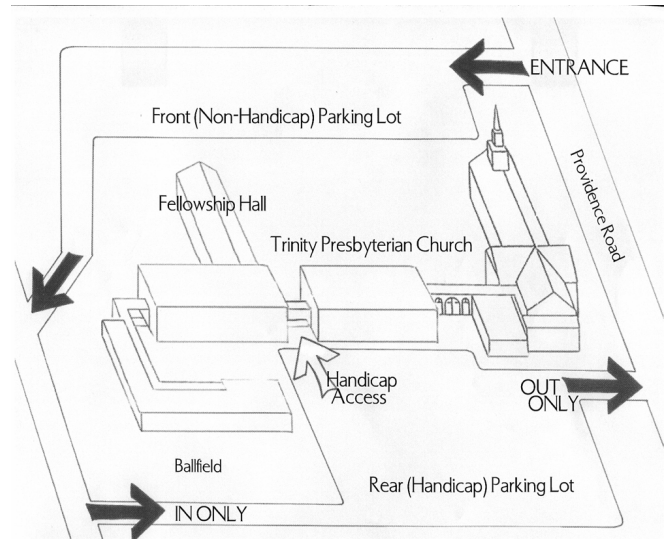 ENTRANCE
Front (Non-Handicap) Parking Lot
Providence Road
Fellowship Hall
Trinity Presbyterian Church
Handicap
Access
OUT
ONLY
Ballfield
Rear (Handicap) Parking Lot
IN ONLY